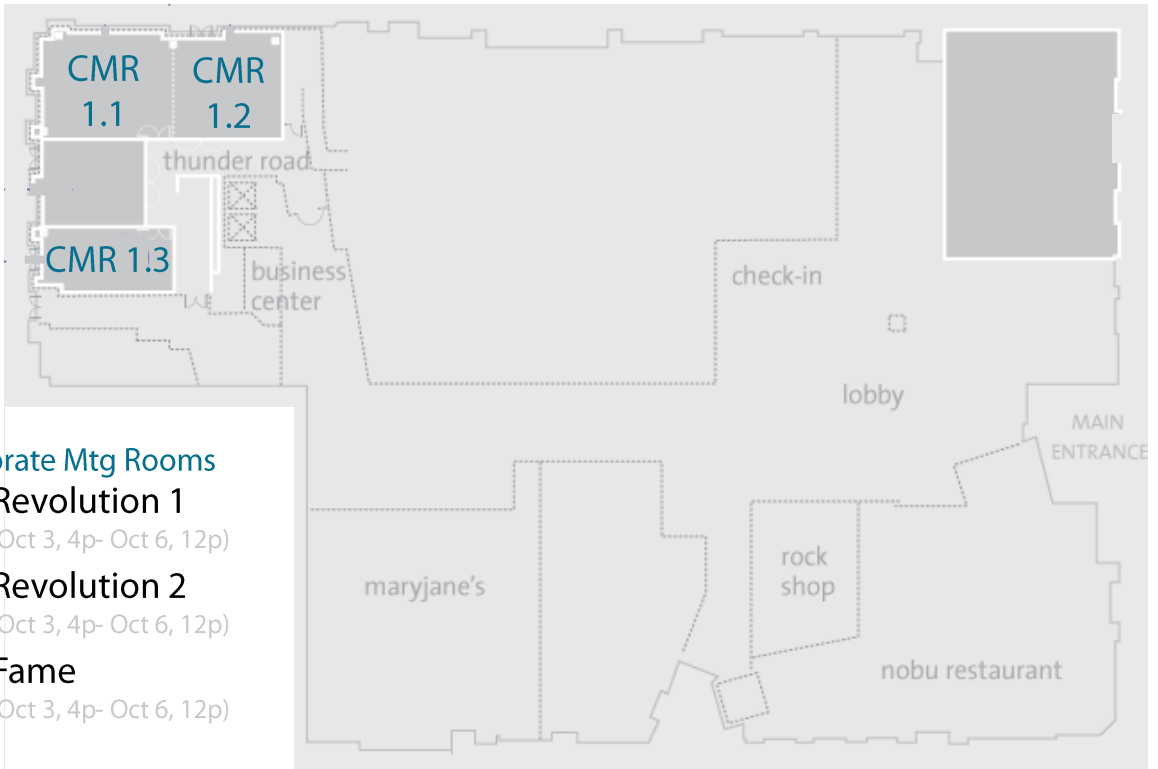 CMR
1.1
CMR
1.2
thunder road
CMR 1.3
business
center
check-in
lobby
MAIN
ENTRANCE
orate Mtg Rooms
Revolution 1
Oct 3, 4p- Oct 6, 12p)
Revolution 2
Oct 3, 4p- Oct 6, 12p)
Fame
Oct 3, 4p- Oct 6, 12p)
maryjane's
rock
shop
nobu restaurant